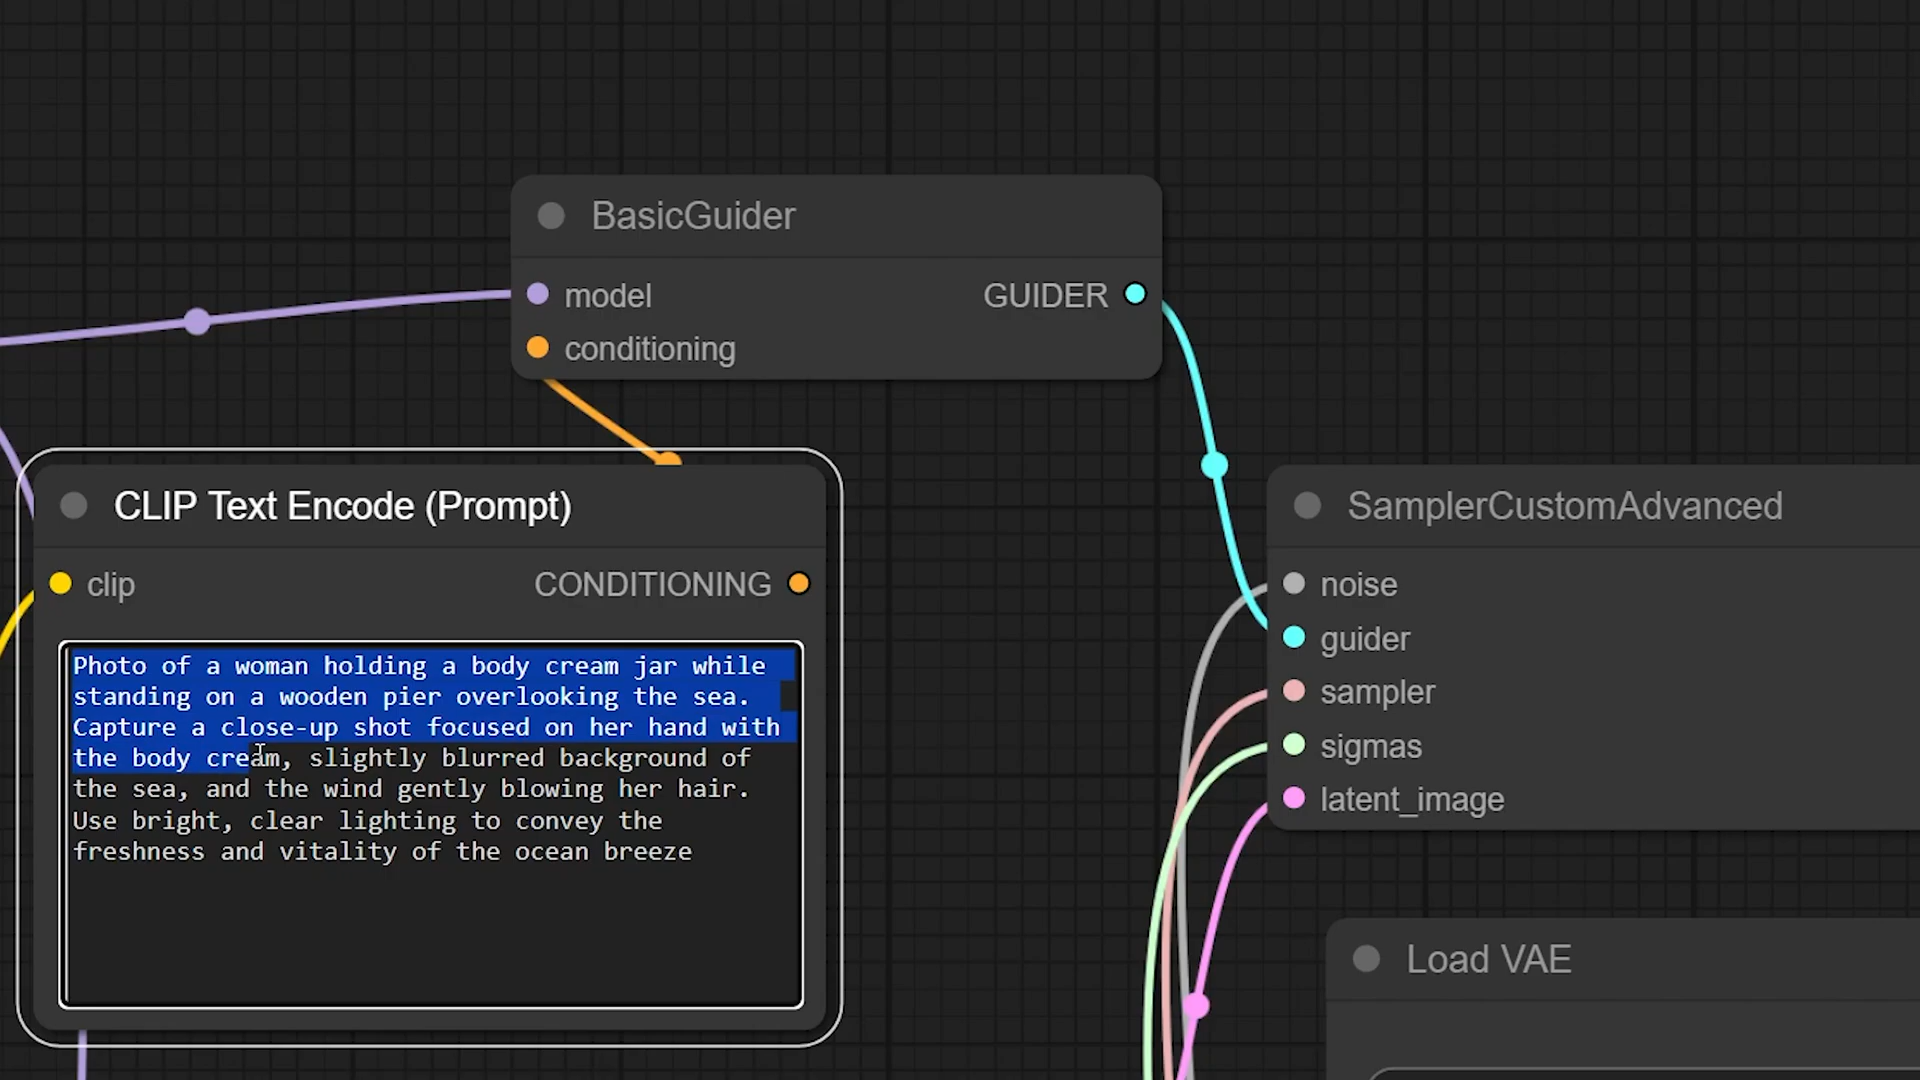 BasicGuider
model
GUIDER
conditioning
CLIP Text Encode (Prompt)
clip
CONDITIONING
Photo of a woman holding a body cream jar while
standing on a wooden pier overlooking the sea.
Capture a close-up shot focused on her hand with
the body cream, slightly blurred background of
the sea, and the wind gently blowing her hair.
Use bright, clear lighting to convey the
freshness and vitality of the ocean breeze
SamplerCustomAdvanced
noise
guider
sampler
sigmas
latent_image
Load VAE